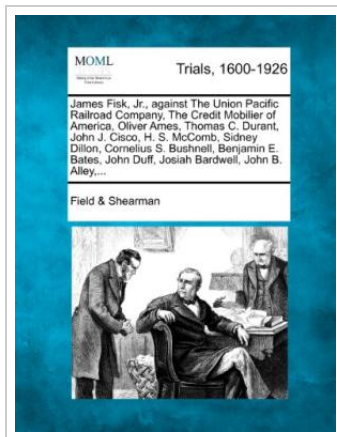 MOML
Trials, 1600-1926
James Fisk, Jr., against The Union Pacific
Railroad Company, The Credit Mobilier of
America, Oliver Ames, Thomas C. Durant,
John J. Cisco, H. S. McComb, Sidney
Dillon, Cornelius S. Bushnell, Benjamin E.
Bates, John Duff, Josiah Bardwell, John B.
Alley,...
Field & Shearman